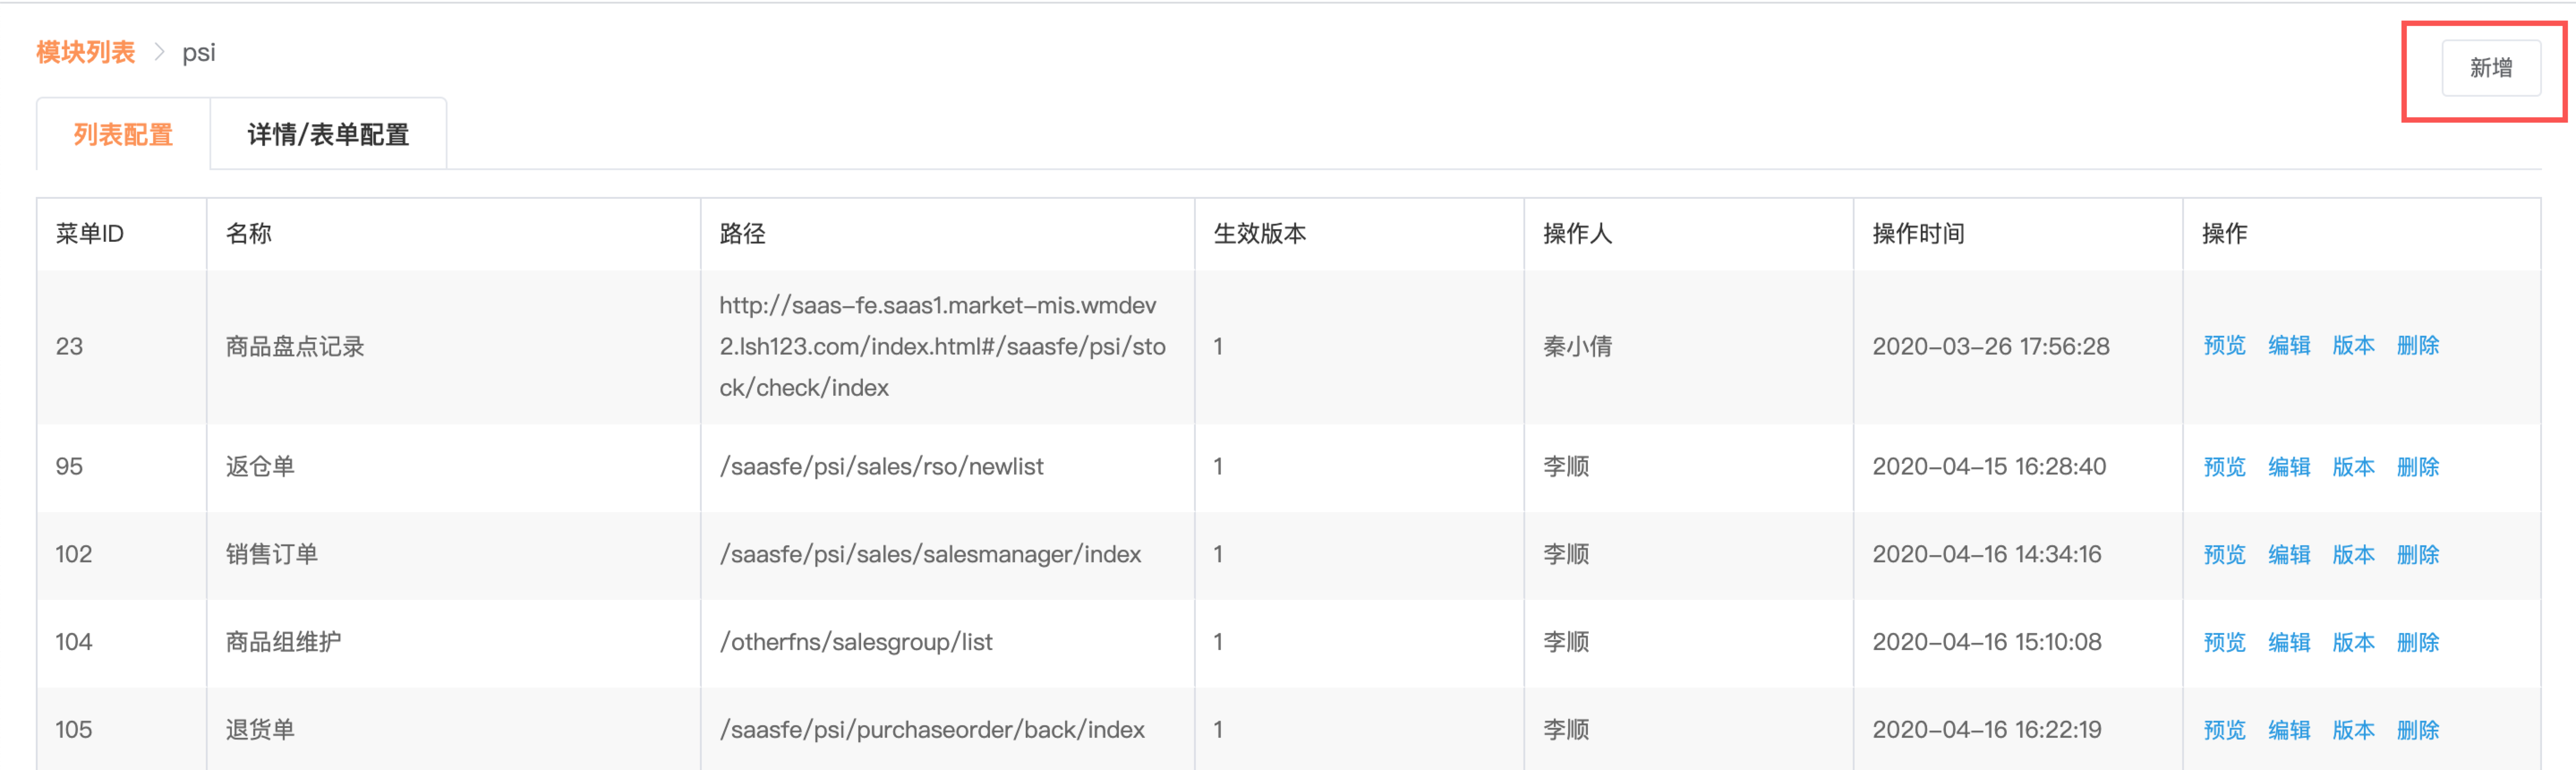 模块列表 > psi
新增
列表配置 详情/表单配置
菜单ID 名称 路径 生效版本 操作人 操作时间 操作
23 商品盘点记录 http://saas-fe.saas1.market-mis.wmdev 1 秦小倩 2020-03-26 17:56:28 预览 编辑 版本 删除
2.lsh123.com/index.html#/saasfe/psi/sto
ck/check/index
95 返仓单 /saasfe/psi/sales/rso/newlist 1 李顺 2020-04-15 16:28:40 预览 编辑 版本 删除
102 销售订单 /saasfe/psi/sales/salesmanager/index 1 李顺 2020-04-16 14:34:16 预览 编辑 版本 删除
104 商品组维护 /otherfns/salesgroup/list 1 李顺 2020-04-16 15:10:08 预览 编辑 版本 删除
105 退货单 /saasfe/psi/purchaseorder/back/index 1 李顺 2020-04-16 16:22:19 预览 编辑 版本 删除